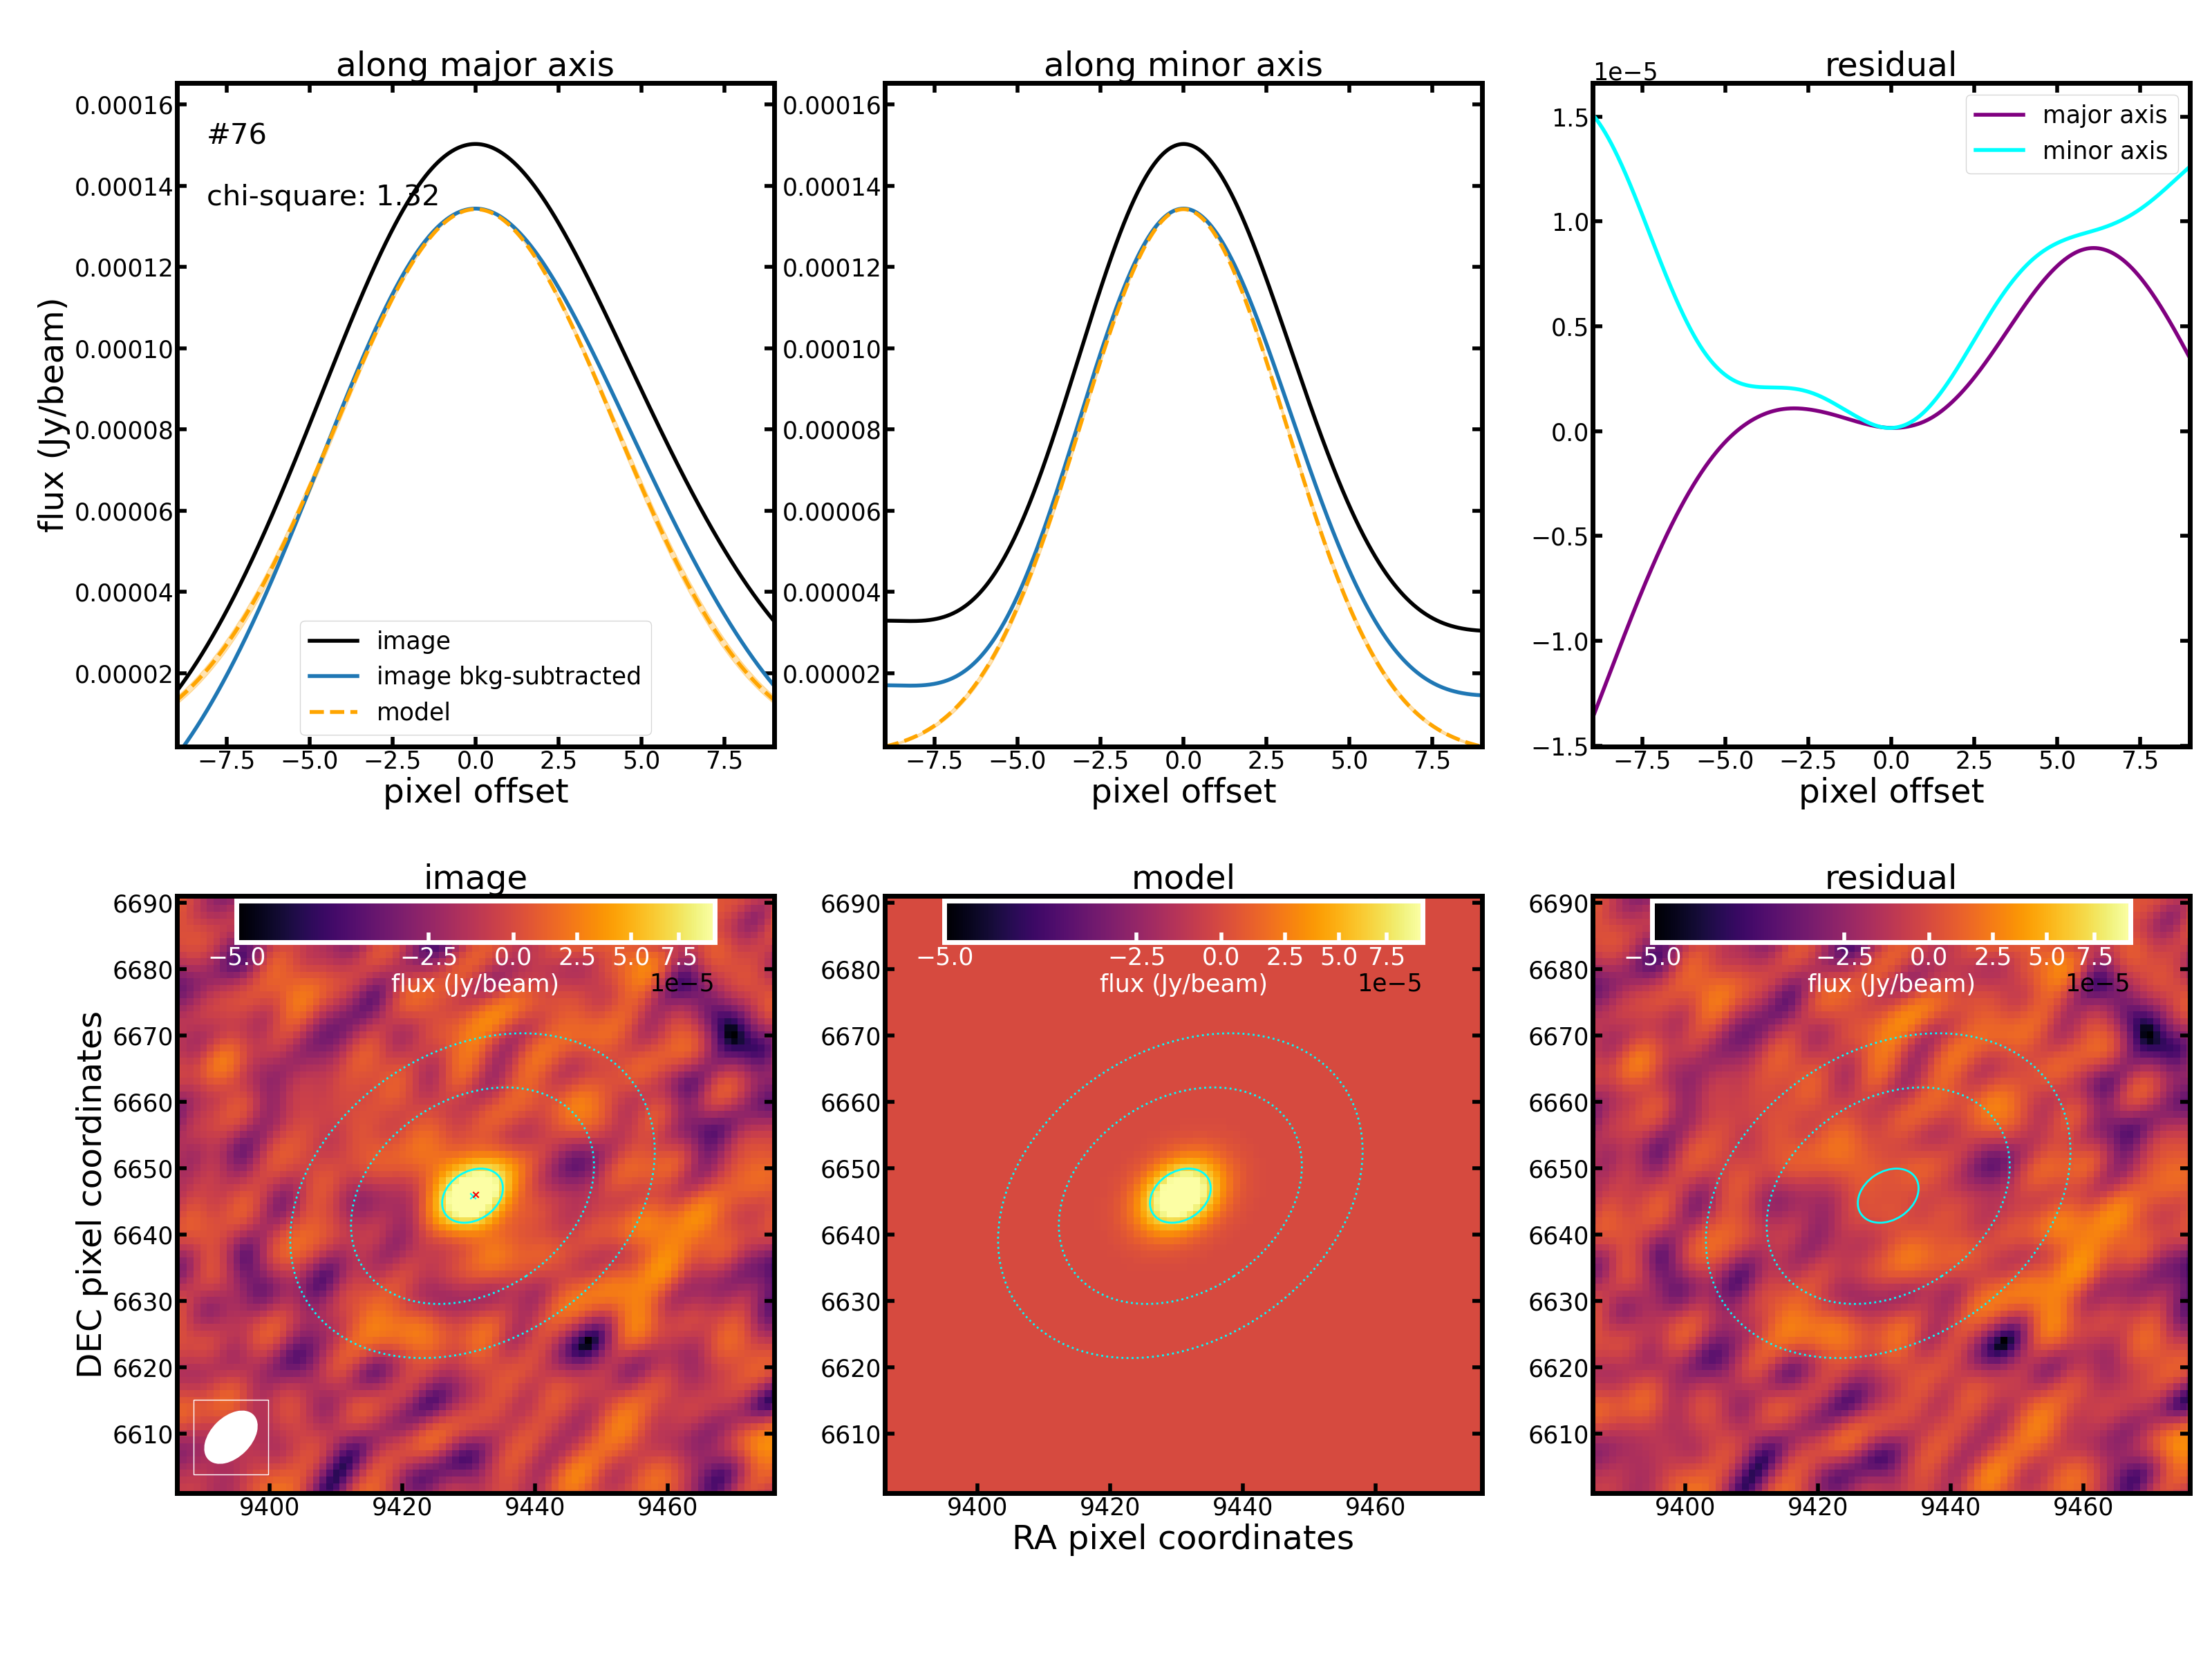 along major axis
along minor axis
residual
1e−5
#76
chi-square: 1.32
0.00016
0.00014
0.00012
0.00010
0.00008
0.00006
0.00004
0.00002
flux (Jy/beam)
image
image bkg-subtracted
model
−7.5 −5.0 −2.5 0.0 2.5 5.0 7.5
pixel offset
0.00016
0.00014
0.00012
0.00010
0.00008
0.00006
0.00004
0.00002
−7.5 −5.0 −2.5 0.0 2.5 5.0 7.5
pixel offset
major axis
minor axis
1.5
1.0
0.5
0.0
−0.5
−1.0
−1.5
−7.5 −5.0 −2.5 0.0 2.5 5.0 7.5
pixel offset
image
−5.0 −2.5 0.0 2.5 5.0 7.5
flux (Jy/beam)
1e−5
6690
6680
6670
6660
6650
6640
6630
6620
6610
DEC pixel coordinates
9400 9420 9440 9460
model
−5.0 −2.5 0.0 2.5 5.0 7.5
flux (Jy/beam)
1e−5
6690
6680
6670
6660
6650
6640
6630
6620
6610
9400 9420 9440 9460
RA pixel coordinates
residual
−5.0 −2.5 0.0 2.5 5.0 7.5
flux (Jy/beam)
1e−5
6690
6680
6670
6660
6650
6640
6630
6620
6610
9400 9420 9440 9460